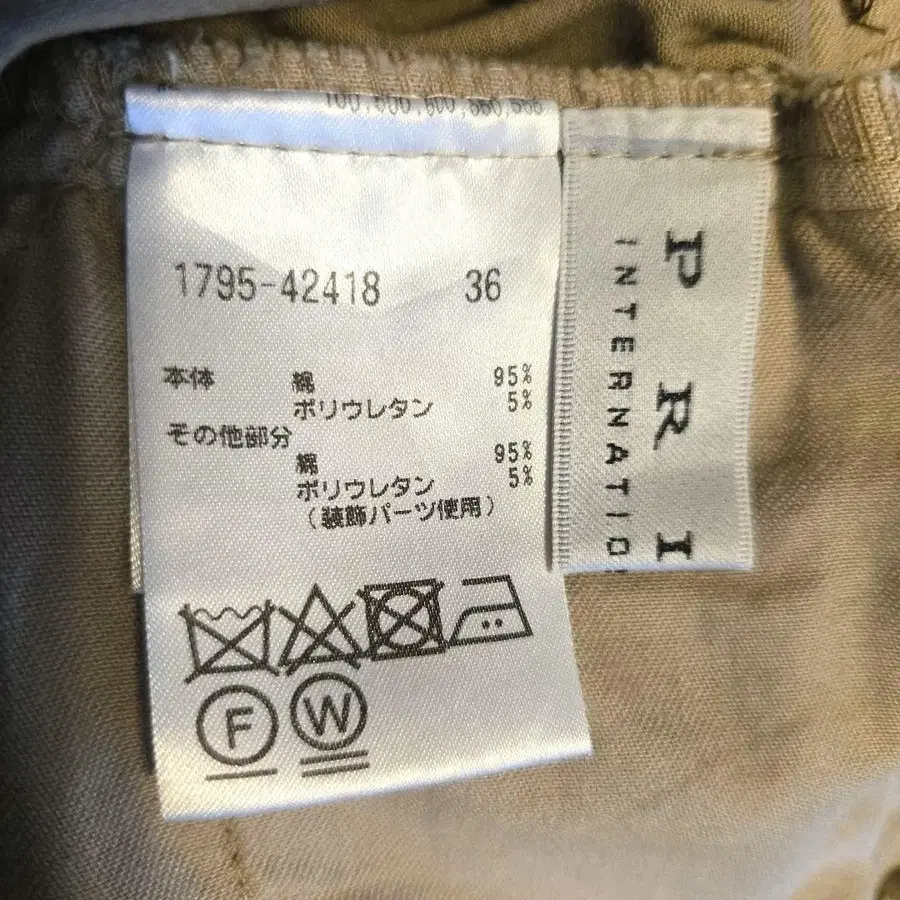 1795-42418 36
本体 綿 95%
ポリウレタン 5%
その他部分
綿 95%
ポリウレタン 5%
(装飾パーツ使用)
F W
PRI
INTERNATIO